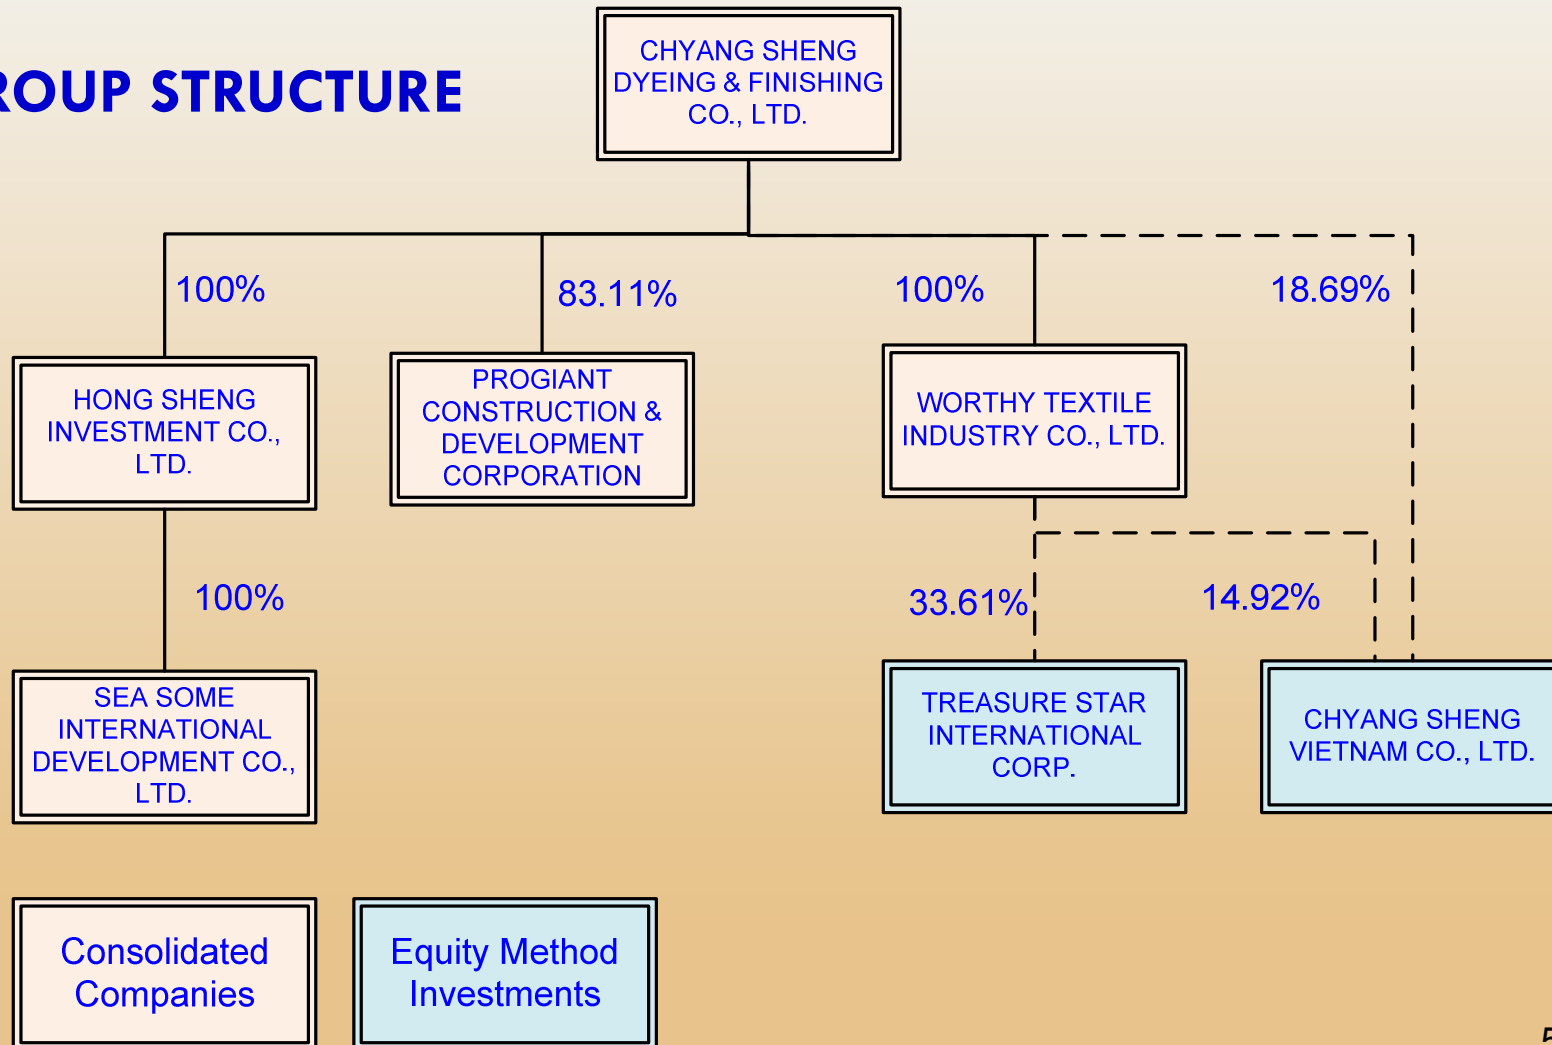 CHYANG SHENG
DYEING & FINISHING
CO., LTD.
ROUP STRUCTURE
100%
83.11%
100%
18.69%
HONG SHENG
INVESTMENT CO.,
LTD.
PROGIANT
CONSTRUCTION &
DEVELOPMENT
CORPORATION
WORTHY TEXTILE
INDUSTRY CO., LTD.
100%
33.61%
14.92%
SEA SOME
INTERNATIONAL
DEVELOPMENT CO.,
LTD.
TREASURE STAR
INTERNATIONAL
CORP.
CHYANG SHENG
VIETNAM CO., LTD.
Consolidated
Companies
Equity Method
Investments